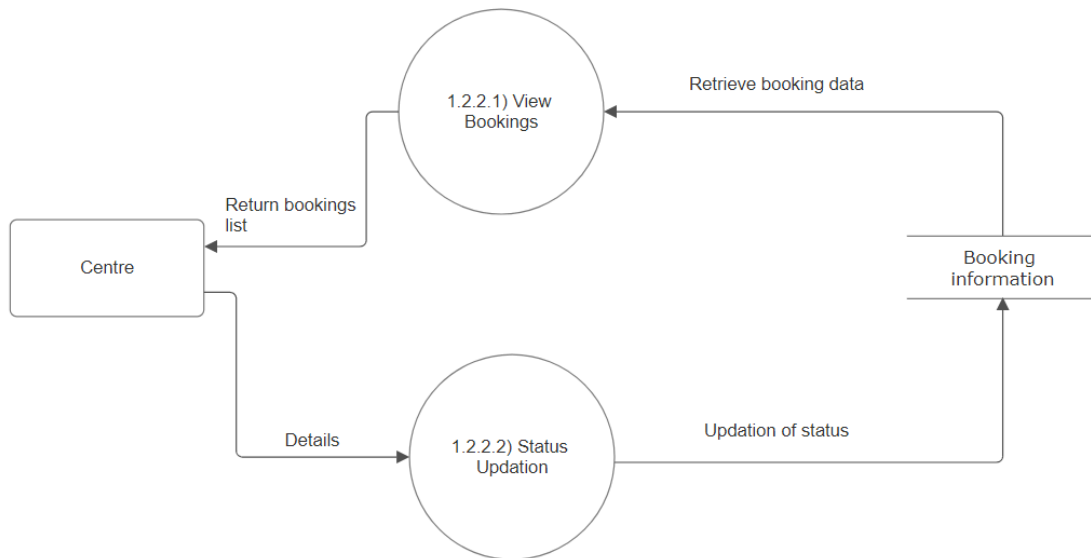 1.2.2.1) View
Bookings
Retrieve booking data
Return bookings
list
Centre
Booking
information
Details
1.2.2.2) Status
Updation
Updation of status